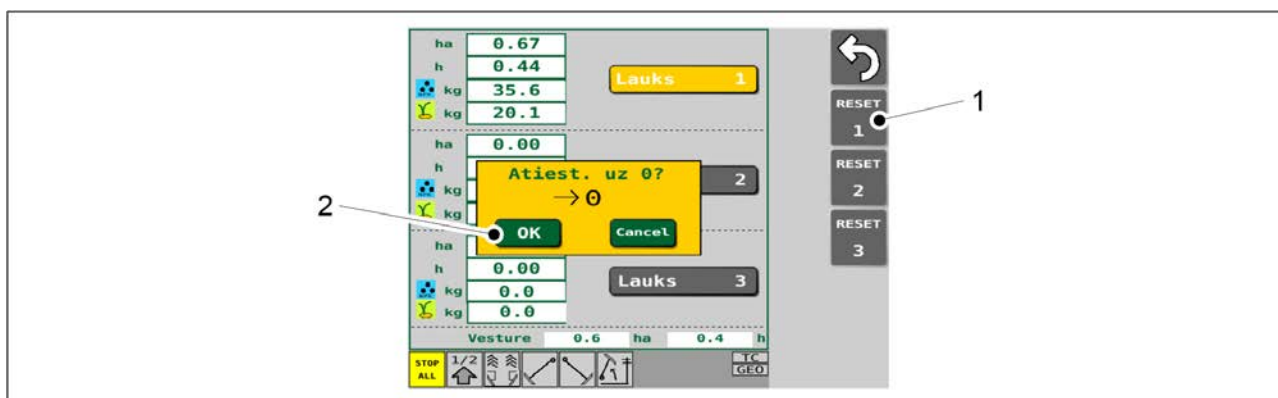 ha 0.67
h 0.44
kg 35.6
kg 20.1
Lauks 1
ha 0.00
h
kg
kg
2
ha
h 0.00
kg 0.0
kg 0.0
Lauks 3
Atiest. uz 0?
→0
OK Cancel
Vesture 0.6 ha 0.4 h
STOP ALL
1/2
TC
GEO
RESET 1
RESET 2
RESET 3
1
2